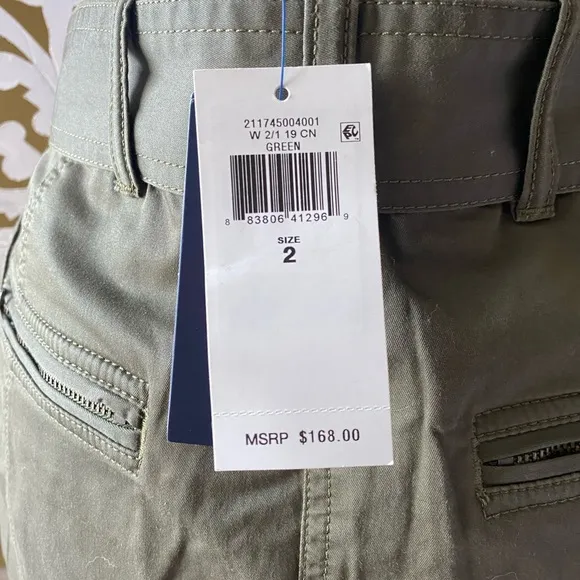 211745004001
W 2/1 19 CN
GREEN
8 83806 41296 9
SIZE
2
MSRP $168.00